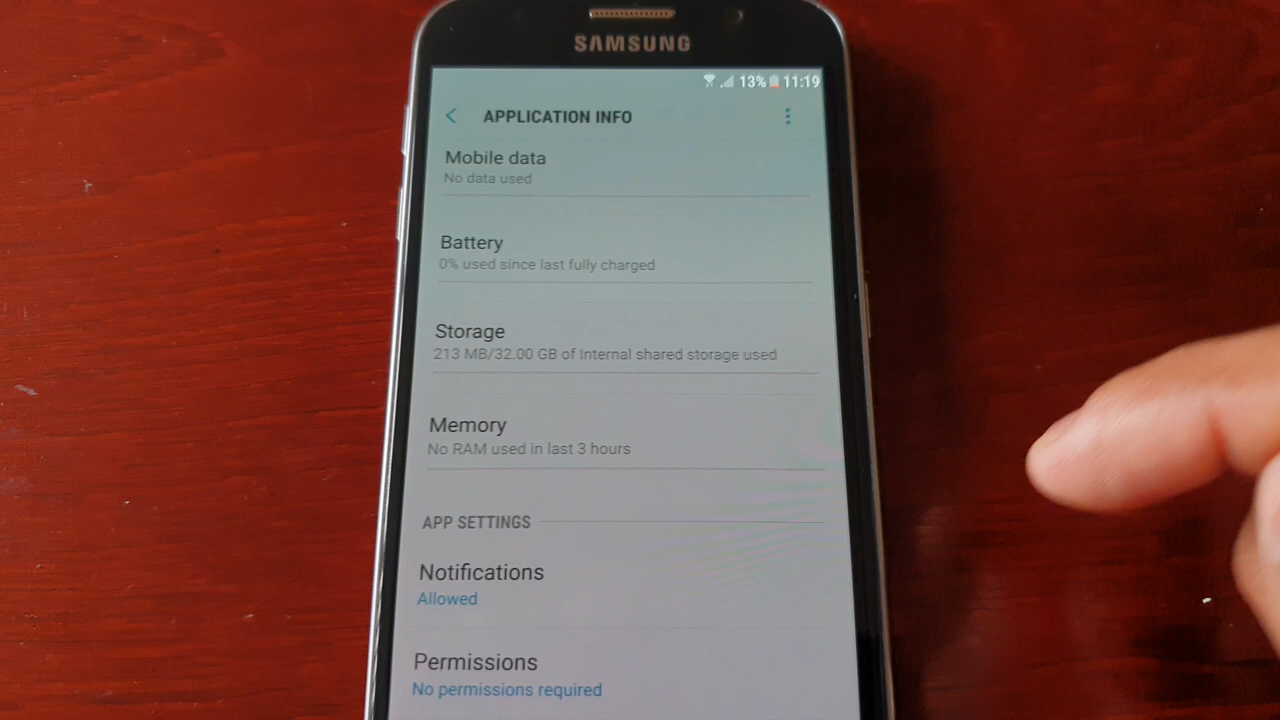 SAMSUNG
13% 11:19
APPLICATION INFO
Mobile data
No data used
Battery
0% used since last fully charged
Storage
213 MB/32.00 GB of Internal shared storage used
Memory
No RAM used in last 3 hours
APP SETTINGS
Notifications
Allowed
Permissions
No permissions required